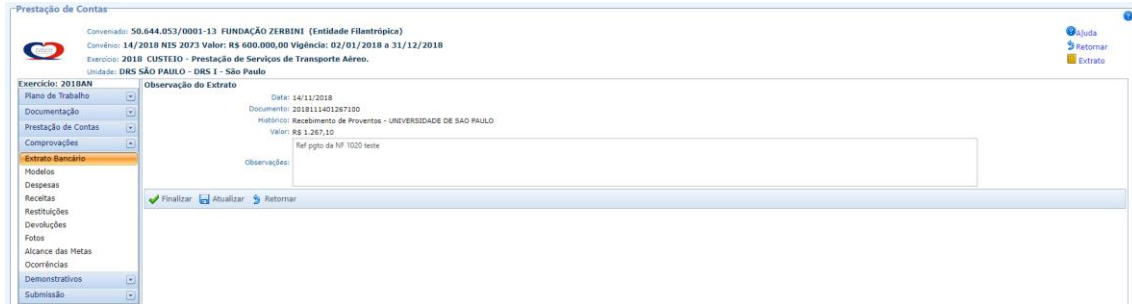 Prestação de Contas
Conveniado: 50.644.053/0001-13 FUNDAÇÃO ZERBINI (Entidade Filantrópica)
Convênio: 14/2018 NIS 2073 Valor: R$ 600.000,00 Vigência: 02/01/2018 a 31/12/2018
Exercício: 2018 CUSTEIO - Prestação de Serviços de Transporte Aéreo.
Unidade: DRS SÃO PAULO - DRS I - São Paulo
Ajuda
Retornar
Extrato
Exercício: 2018AN
Plano de Trabalho
Documentação
Prestação de Contas
Comprovações
Extrato Bancário
Modelos
Despesas
Receitas
Restituições
Devoluções
Fotos
Alcance das Metas
Ocorrências
Demonstrativos
Submissão
Observação do Extrato
Data: 14/11/2018
Documento: 2018111401267100
Histórico: Recebimento de Proventos - UNIVERSIDADE DE SAO PAULO
Valor: R$ 1.267,10
Observações: Ref pgto da NF 1020 teste
Finalizar Atualizar Retornar